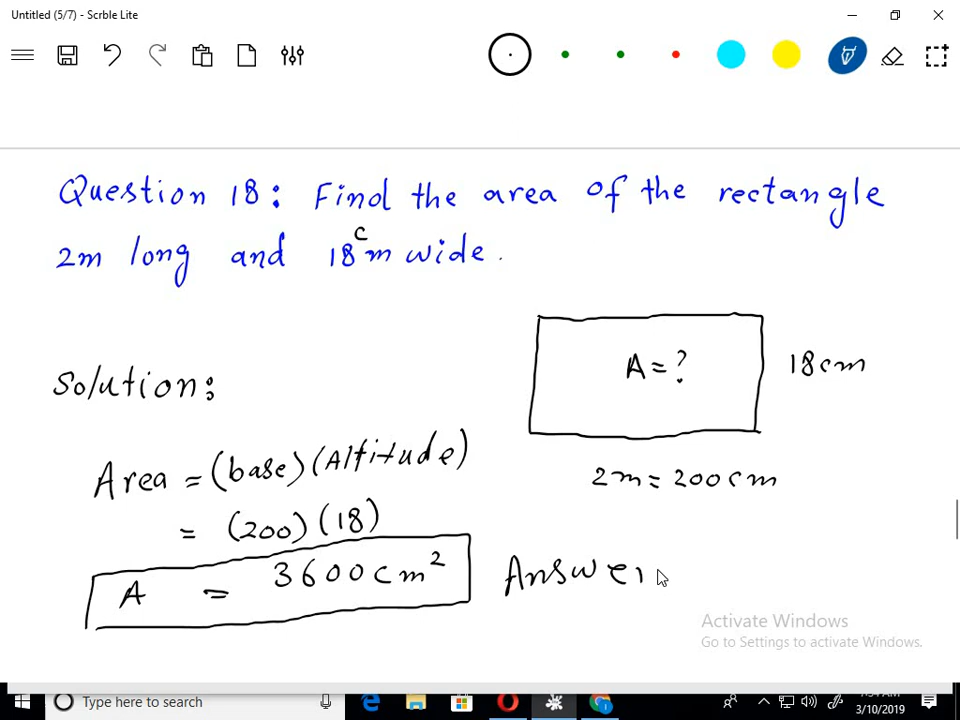 Untitled (5/7) - Scrble Lite
Question 18: Find the area of the rectangle
2m long and 18cm wide.
A = ?
18cm
Solution:
Area = (base)(Altitude)
2m = 200cm
= (200)(18)
A = 3600cm²
Answer
Activate Windows
Go to Settings to activate Windows.
Type here to search
3/10/2019